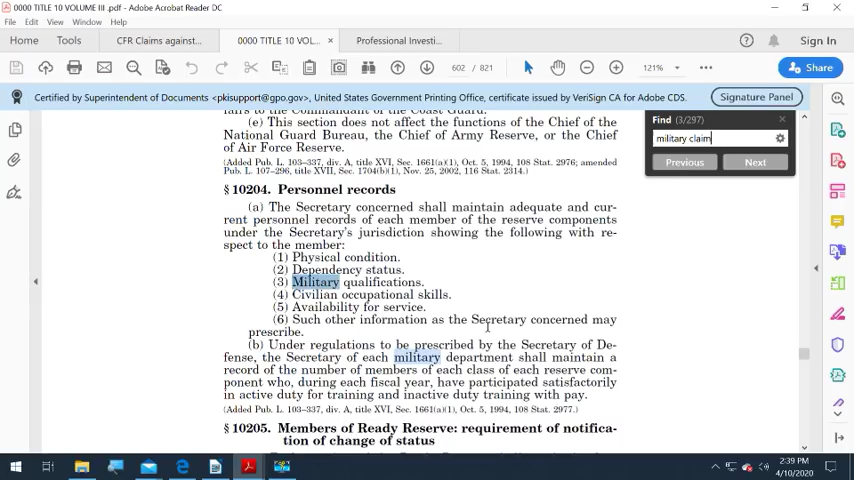 0000 TITLE 10 VOLUME III .pdf - Adobe Acrobat Reader DC
File Edit View Window Help
Home Tools CFR Claims against... 0000 TITLE 10 VOL... × Professional Investi... Sign In
602 / 821 121% Share
Certified by Superintendent of Documents <pkisupport@gpo.gov>, United States Government Printing Office, certificate issued by VeriSign CA for Adobe CDS. Signature Panel
fairs to the Commandant of the Coast Guard.
(e) This section does not affect the functions of the Chief of the
National Guard Bureau, the Chief of Army Reserve, or the Chief
of Air Force Reserve.
(Added Pub. L. 103–337, div. A, title XVI, Sec. 1661(a)(1), Oct. 5, 1994, 108 Stat. 2976; amended
Pub. L. 107–296, title XVII, Sec. 1704(b)(1), Nov. 25, 2002, 116 Stat. 2314.)
Find (3/297)
military claim
Previous Next
§ 10204. Personnel records
(a) The Secretary concerned shall maintain adequate and cur-
rent personnel records of each member of the reserve components
under the Secretary's jurisdiction showing the following with re-
spect to the member:
(1) Physical condition.
(2) Dependency status.
(3) Military qualifications.
(4) Civilian occupational skills.
(5) Availability for service.
(6) Such other information as the Secretary concerned may
prescribe.
(b) Under regulations to be prescribed by the Secretary of De-
fense, the Secretary of each military department shall maintain a
record of the number of members of each class of each reserve com-
ponent who, during each fiscal year, have participated satisfactorily
in active duty for training and inactive duty training with pay.
(Added Pub. L. 103–337, div. A, title XVI, Sec. 1661(a)(1), Oct. 5, 1994, 108 Stat. 2977.)
§ 10205. Members of Ready Reserve: requirement of notifica-
tion of change of status
2:39 PM
4/10/2020